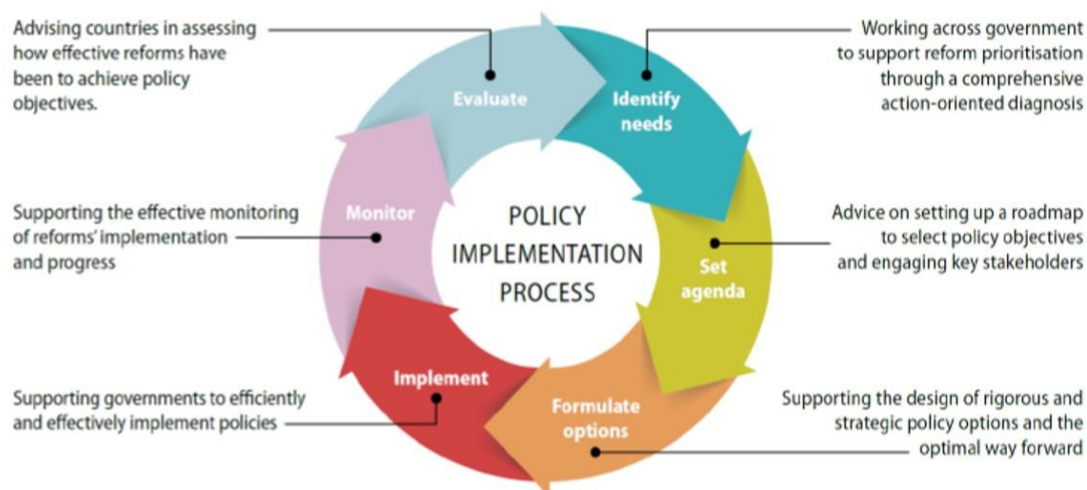 Advising countries in assessing
how effective reforms have
been to achieve policy
objectives.
Evaluate
Identify
needs
Working across government
to support reform prioritisation
through a comprehensive
action-oriented diagnosis
Supporting the effective monitoring
of reforms' implementation
and progress
Monitor
POLICY
IMPLEMENTATION
PROCESS
Set
agenda
Advice on setting up a roadmap
to select policy objectives
and engaging key stakeholders
Supporting governments to efficiently
and effectively implement policies
Implement
Formulate
options
Supporting the design of rigorous and
strategic policy options and the
optimal way forward